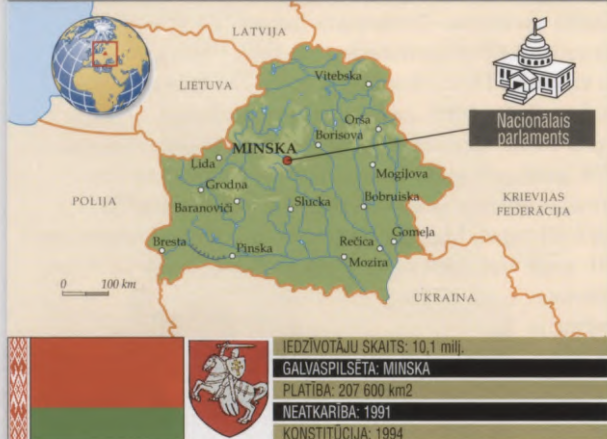 LATVIJA
LIETUVA
Vitebska
Orša
Borisova
MINSKA
Nacionālais
parlaments
Lida
Mogiļova
Grodņa
POLIJA
Baranoviči
Slucka
Bobruiska
KRIEVIJAS
FEDERĀCIJA
Gomeļa
Bresta
Pinska
Rečica
Mozira
0 100 km
UKRAINA
IEDZĪVOTĀJU SKAITS: 10,1 milj.
GALVASPILSĒTA: MINSKA
PLATĪBA: 207 600 km2
NEATKARĪBA: 1991
KONSTITŪCIJA: 1994